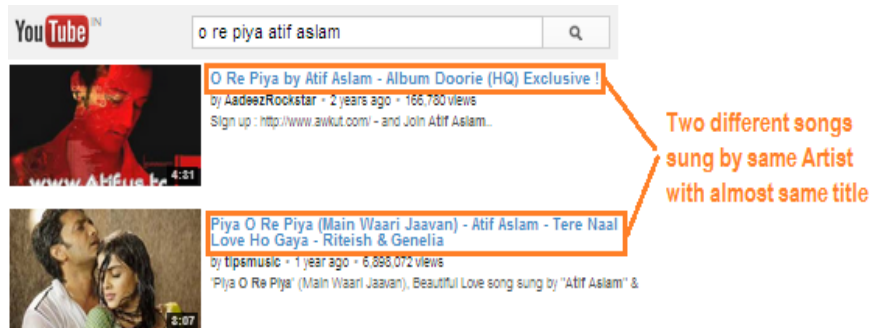 YouTube IN
o re piya atif aslam
O Re Piya by Atif Aslam - Album Doorie (HQ) Exclusive !
by AadeezRockstar • 2 years ago • 166,780 views
Sign up : http://www.awkut.com/ - and Join Atif Aslam..
4:31
Two different songs
sung by same Artist
with almost same title
Piya O Re Piya (Main Waari Jaavan) - Atif Aslam - Tere Naal
Love Ho Gaya - Riteish & Genelia
by tipsmusic • 1 year ago • 6,898,072 views
"Piya O Re Piya" (Main Waari Jaavan), Beautiful Love song sung by "Atif Aslam" &
3:07